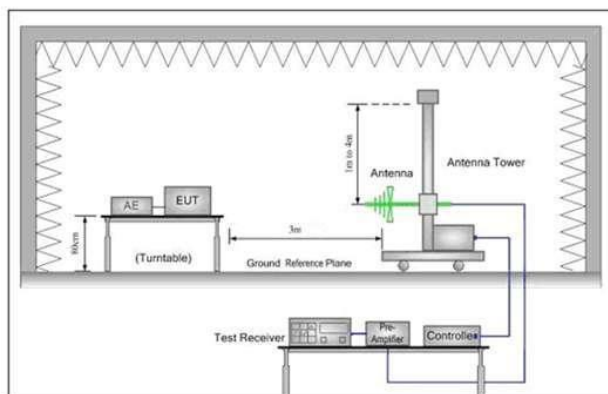 1m to 4m
Antenna
Antenna Tower
AE
EUT
3m
80cm
(Turntable)
Ground Reference Plane
Test Receiver
Pre-
Amplifier
Controller